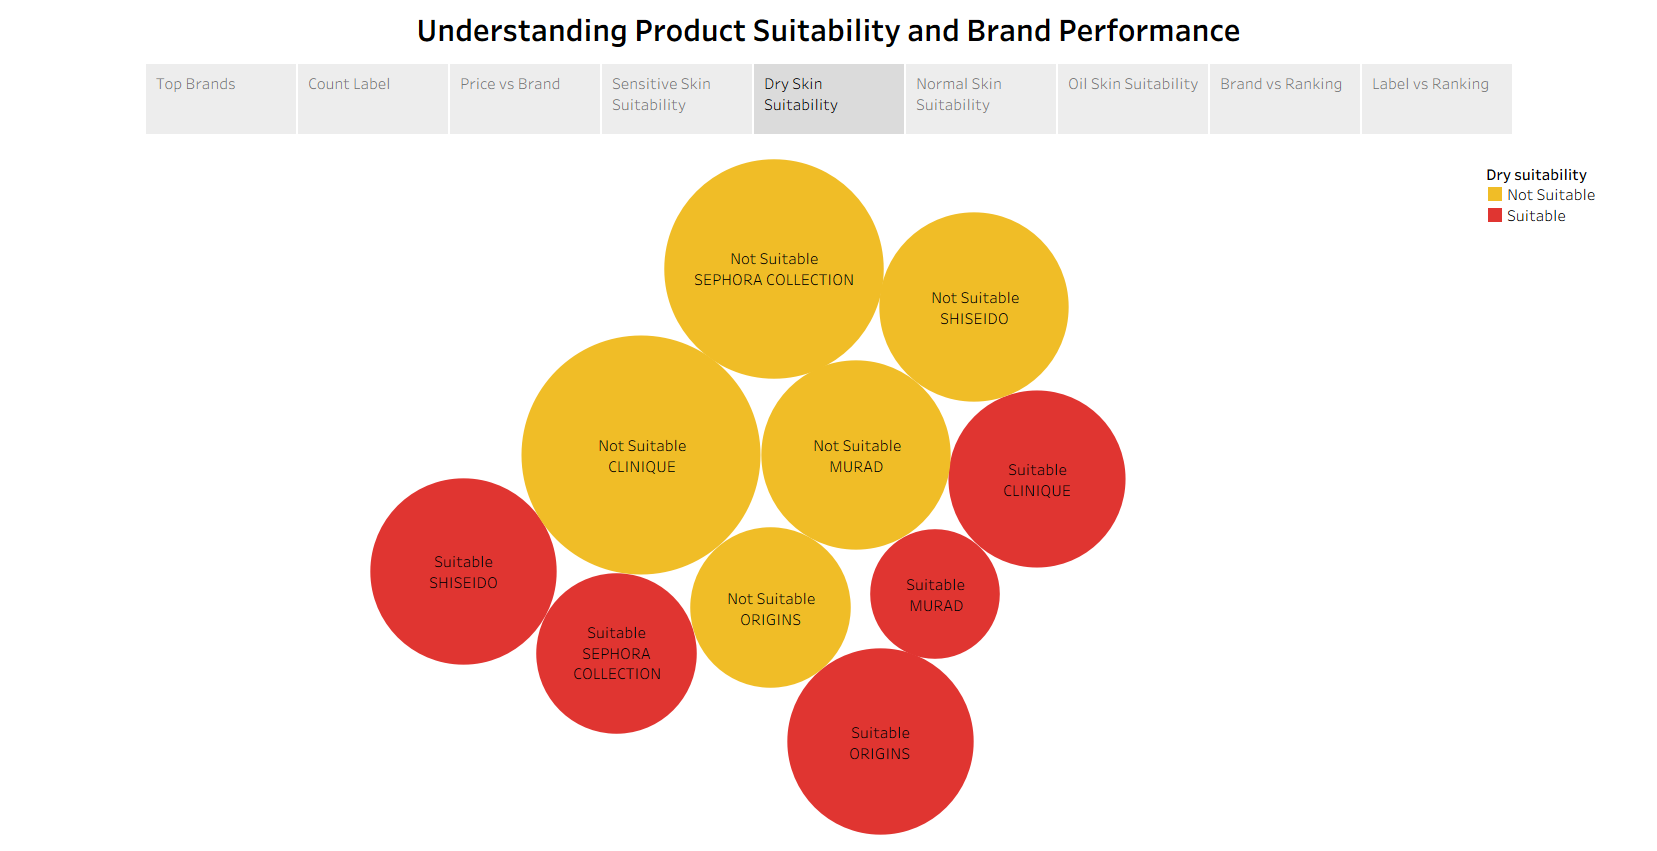 Understanding Product Suitability and Brand Performance
Top Brands
Count Label
Price vs Brand
Sensitive Skin
Suitability
Dry Skin
Suitability
Normal Skin
Suitability
Oil Skin Suitability
Brand vs Ranking
Label vs Ranking
Dry suitability
Not Suitable
Suitable
Not Suitable
SEPHORA COLLECTION
Not Suitable
SHISEIDO
Not Suitable
CLINIQUE
Not Suitable
MURAD
Suitable
CLINIQUE
Suitable
SHISEIDO
Suitable
SEPHORA
COLLECTION
Not Suitable
ORIGINS
Suitable
MURAD
Suitable
ORIGINS